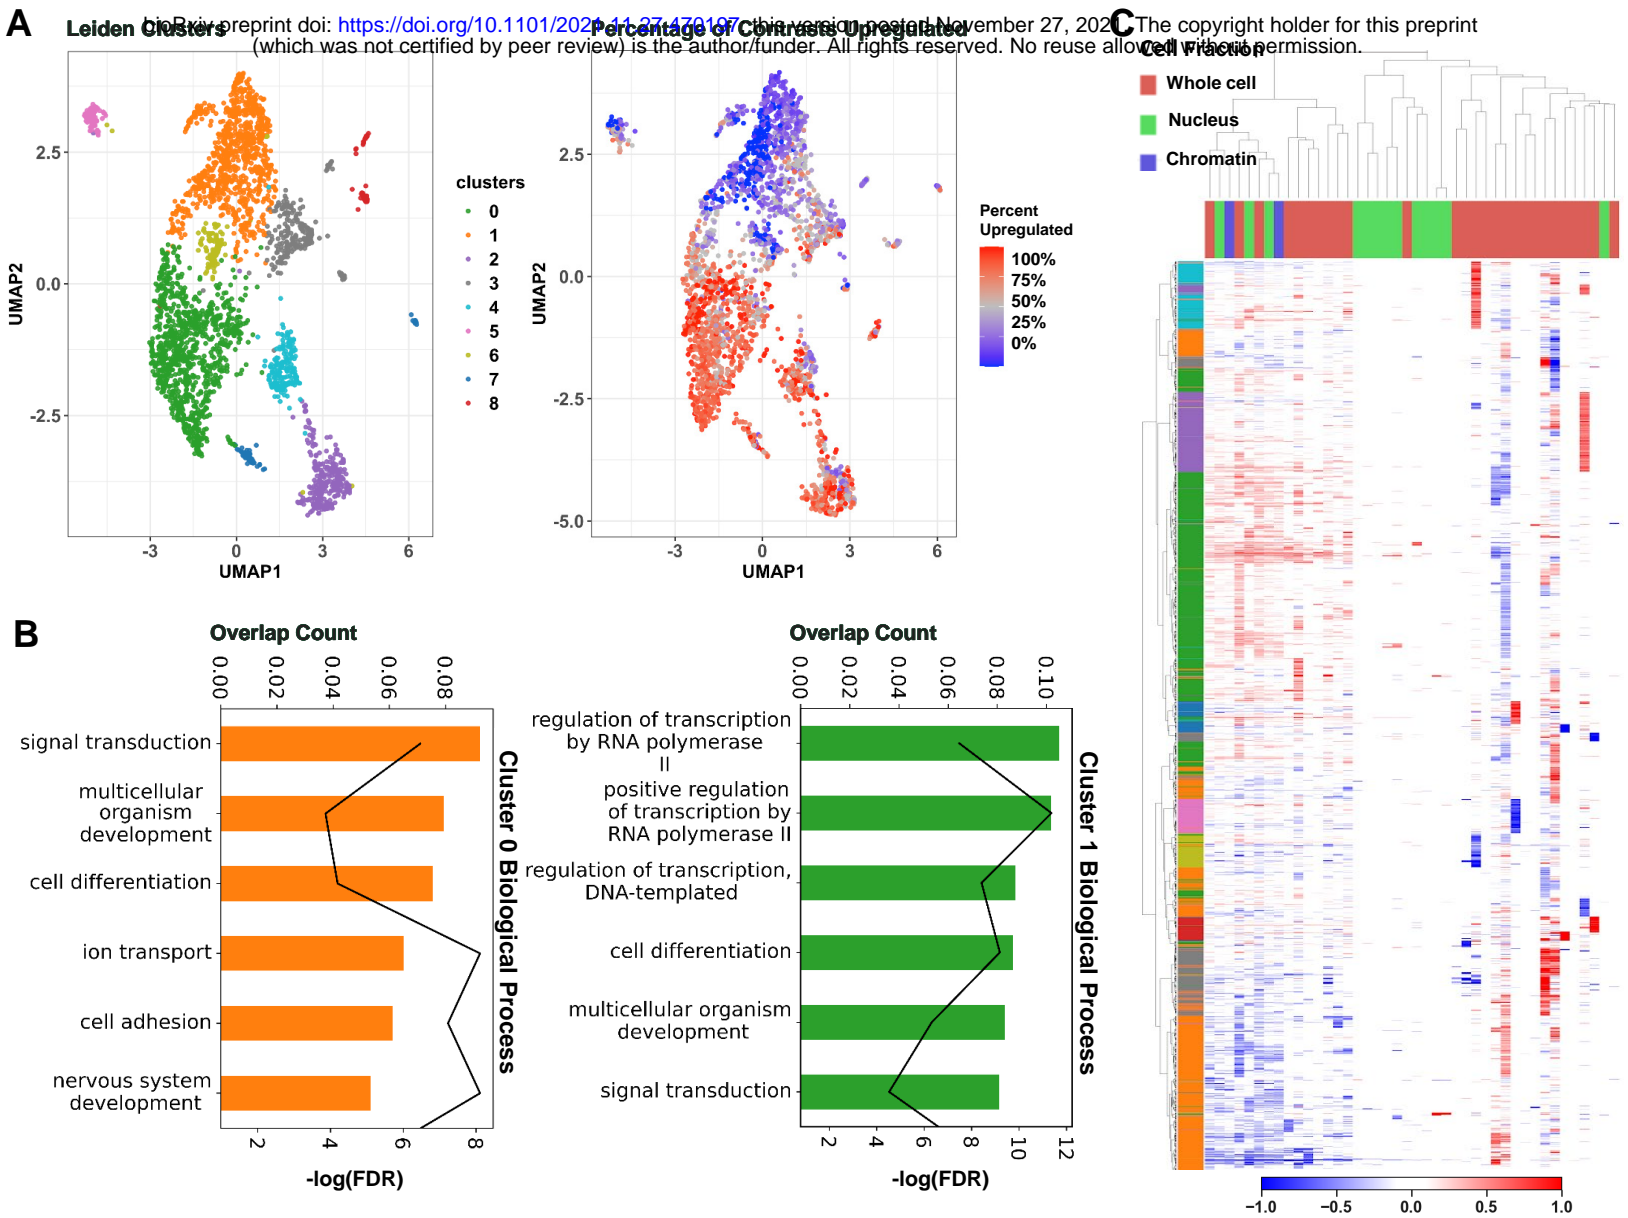 bioRxiv preprint doi: https://doi.org/10.1101/2021.11.27.470197; this version posted November 27, 2021. The copyright holder for this preprint
(which was not certified by peer review) is the author/funder. All rights reserved. No reuse allowed without permission.
A
Leiden Clusters
2.5
0.0
-2.5
-3
0
3
6
UMAP2
UMAP1
clusters
0
1
2
3
4
5
6
7
8
Percentage of Contrasts Upregulated
2.5
0.0
-2.5
-5.0
-3
0
3
6
UMAP2
UMAP1
Percent
Upregulated
100%
75%
50%
25%
0%
B
Overlap Count
0.00
0.02
0.04
0.06
0.08
signal transduction
multicellular
organism
development
cell differentiation
ion transport
cell adhesion
nervous system
development
Cluster 0 Biological Process
2
4
6
8
-log(FDR)
Overlap Count
0.00
0.02
0.04
0.06
0.08
0.10
regulation of transcription
by RNA polymerase
II
positive regulation
of transcription by
RNA polymerase II
regulation of transcription,
DNA-templated
cell differentiation
multicellular organism
development
signal transduction
Cluster 1 Biological Process
2
4
6
8
10
12
-log(FDR)
C
Cell Fraction
Whole cell
Nucleus
Chromatin
−1.0
−0.5
0.0
0.5
1.0